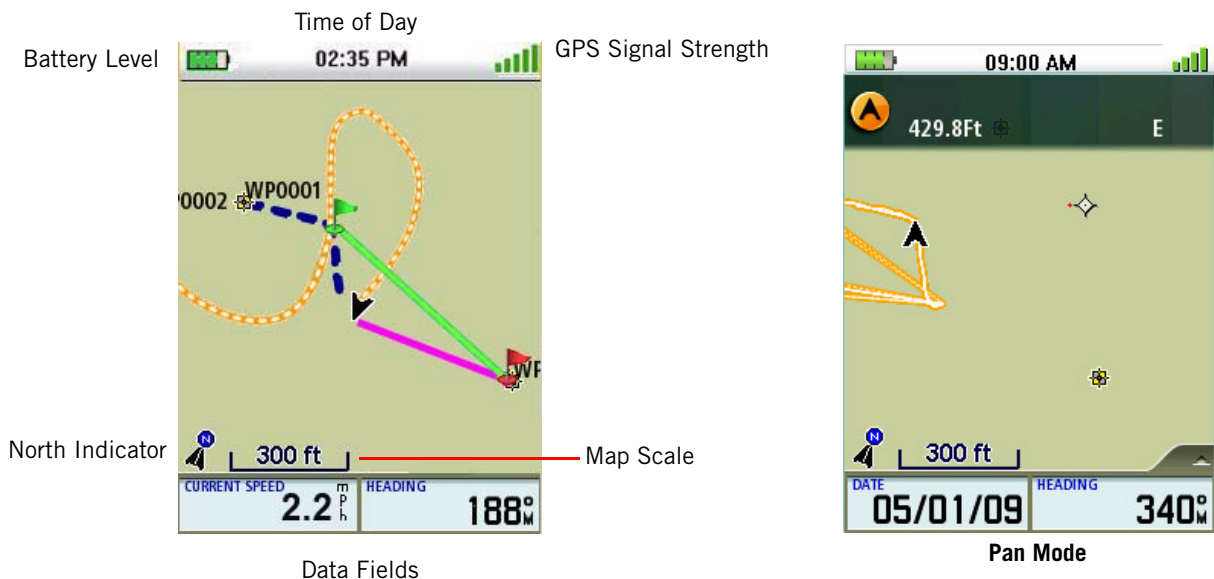 Time of Day
Battery Level
GPS Signal Strength
02:35 PM
0002
WP0001
WP
North Indicator
300 ft
Map Scale
CURRENT SPEED
2.2 mph
HEADING
188°M
Data Fields
09:00 AM
429.8Ft
E
N
300 ft
DATE
05/01/09
HEADING
340°M
Pan Mode